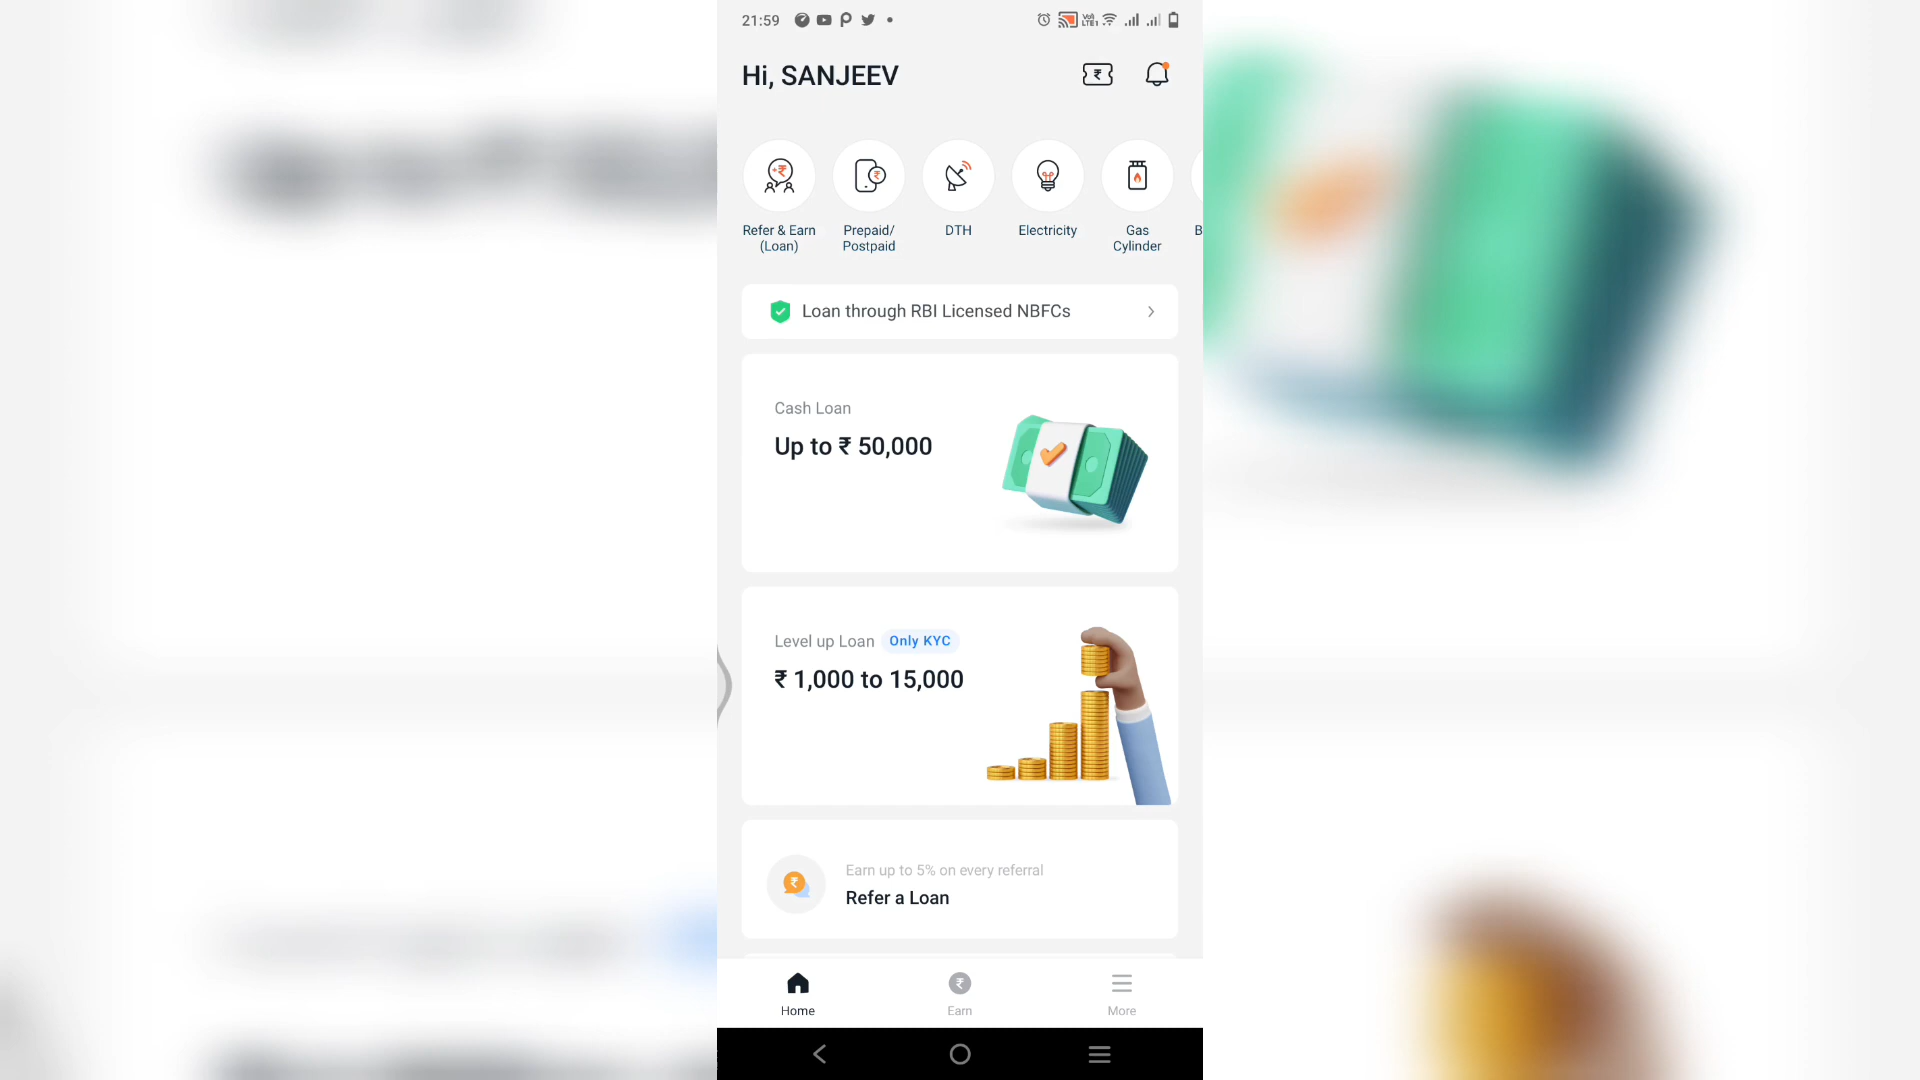 21:59
Hi, SANJEEV
Refer & Earn
(Loan)
Prepaid/
Postpaid
DTH
Electricity
Gas
Cylinder
B
Loan through RBI Licensed NBFCs
Cash Loan
Up to ₹ 50,000
Level up Loan Only KYC
₹ 1,000 to 15,000
Earn up to 5% on every referral
Refer a Loan
Home
Earn
More